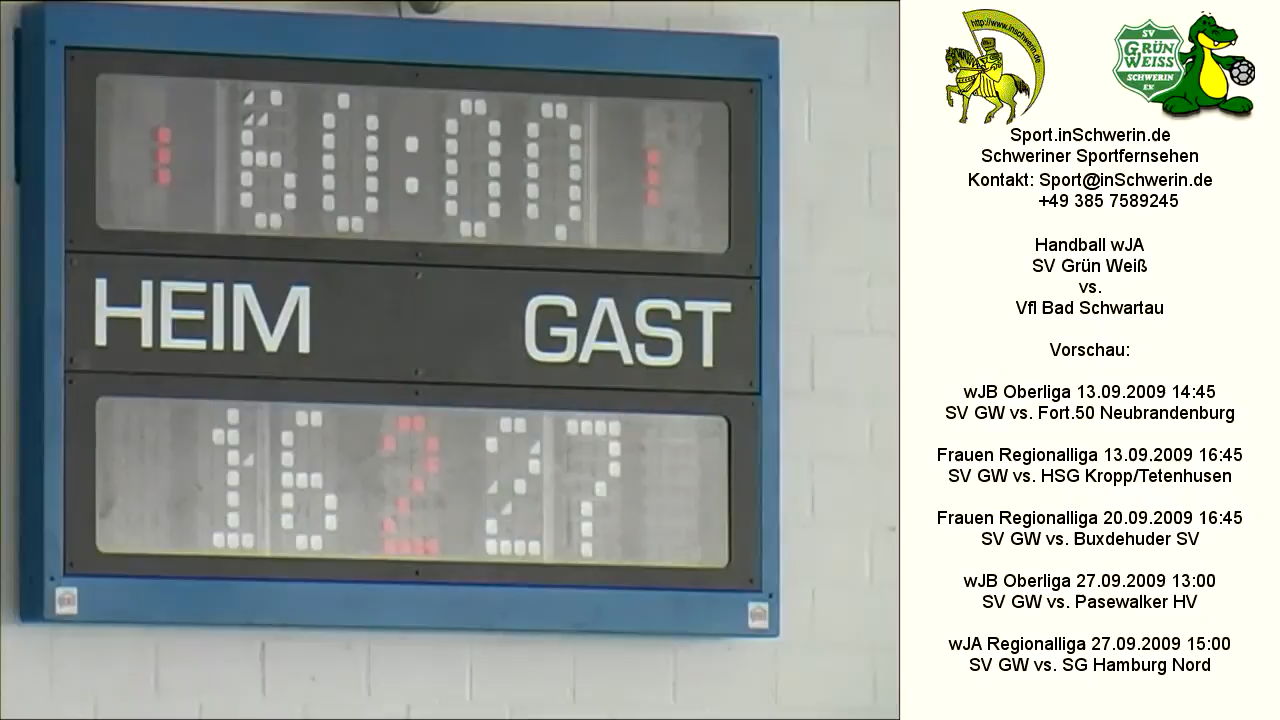 60:00
HEIM GAST
16 2 27
http://www.inschwerin.de
SV
GRÜN
WEISS
SCHWERIN
E.V.
Sport.inSchwerin.de
Schweriner Sportfernsehen
Kontakt: Sport@inSchwerin.de
+49 385 7589245
Handball wJA
SV Grün Weiß
vs.
Vfl Bad Schwartau
Vorschau:
wJB Oberliga 13.09.2009 14:45
SV GW vs. Fort.50 Neubrandenburg
Frauen Regionalliga 13.09.2009 16:45
SV GW vs. HSG Kropp/Tetenhusen
Frauen Regionalliga 20.09.2009 16:45
SV GW vs. Buxdehuder SV
wJB Oberliga 27.09.2009 13:00
SV GW vs. Pasewalker HV
wJA Regionalliga 27.09.2009 15:00
SV GW vs. SG Hamburg Nord